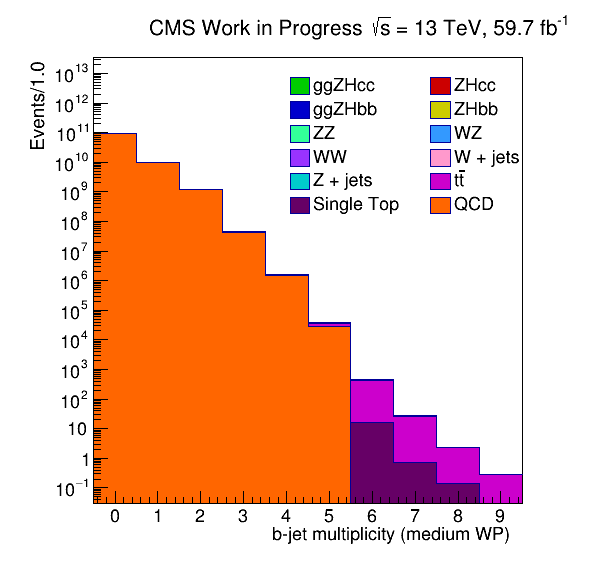 CMS Work in Progress √s = 13 TeV, 59.7 fb⁻¹
Events/1.0
10¹³
10¹²
10¹¹
10¹⁰
10⁹
10⁸
10⁷
10⁶
10⁵
10⁴
10³
10²
10
1
10⁻¹
ggZHcc ZHcc
ggZHbb ZHbb
ZZ WZ
WW W + jets
Z + jets tt̄
Single Top QCD
0 1 2 3 4 5 6 7 8 9
b-jet multiplicity (medium WP)